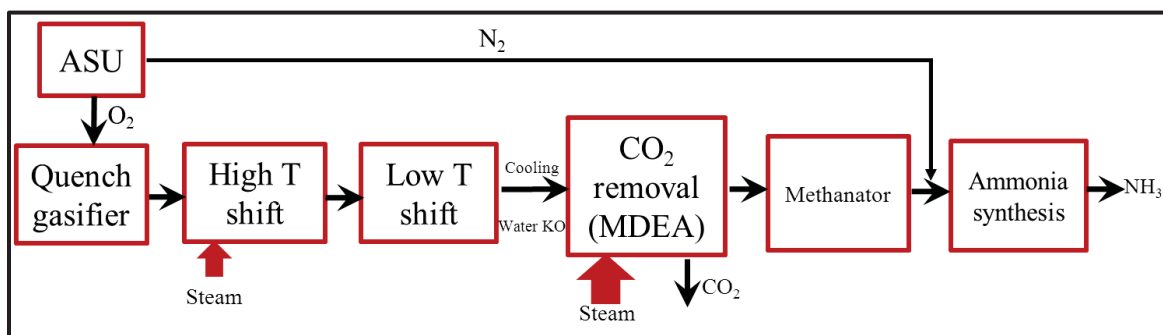 N₂
ASU
O₂
Quench
gasifier
High T
shift
Steam
Low T
shift
Cooling
Water KO
CO₂
removal
(MDEA)
Steam
CO₂
Methanator
Ammonia
synthesis
NH₃